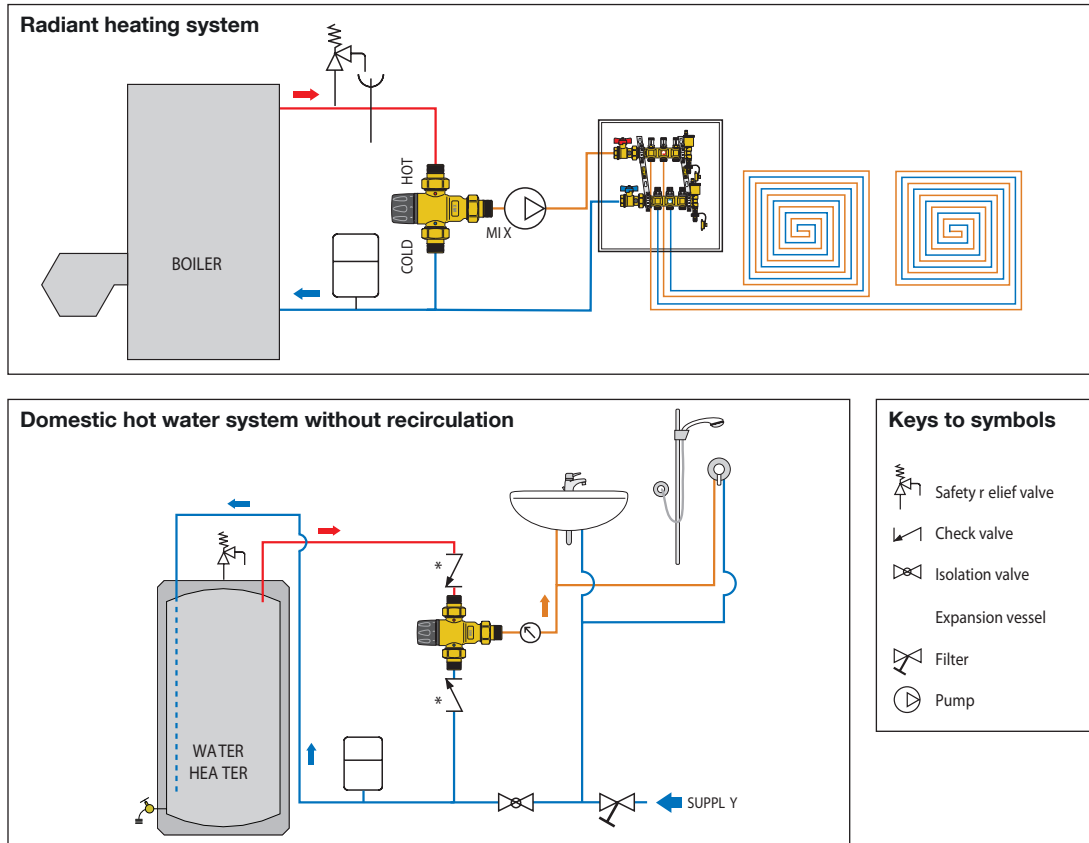 Radiant heating system
HOT
MIX
COLD
BOILER
Domestic hot water system without recirculation
*
*
WATER
HEA TER
SUPPL Y
Keys to symbols
Safety r elief valve
Check valve
Isolation valve
Expansion vessel
Filter
Pump